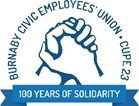 BURNABY CIVIC EMPLOYEES' UNION • CUPE 23
100 YEARS OF SOLIDARITY